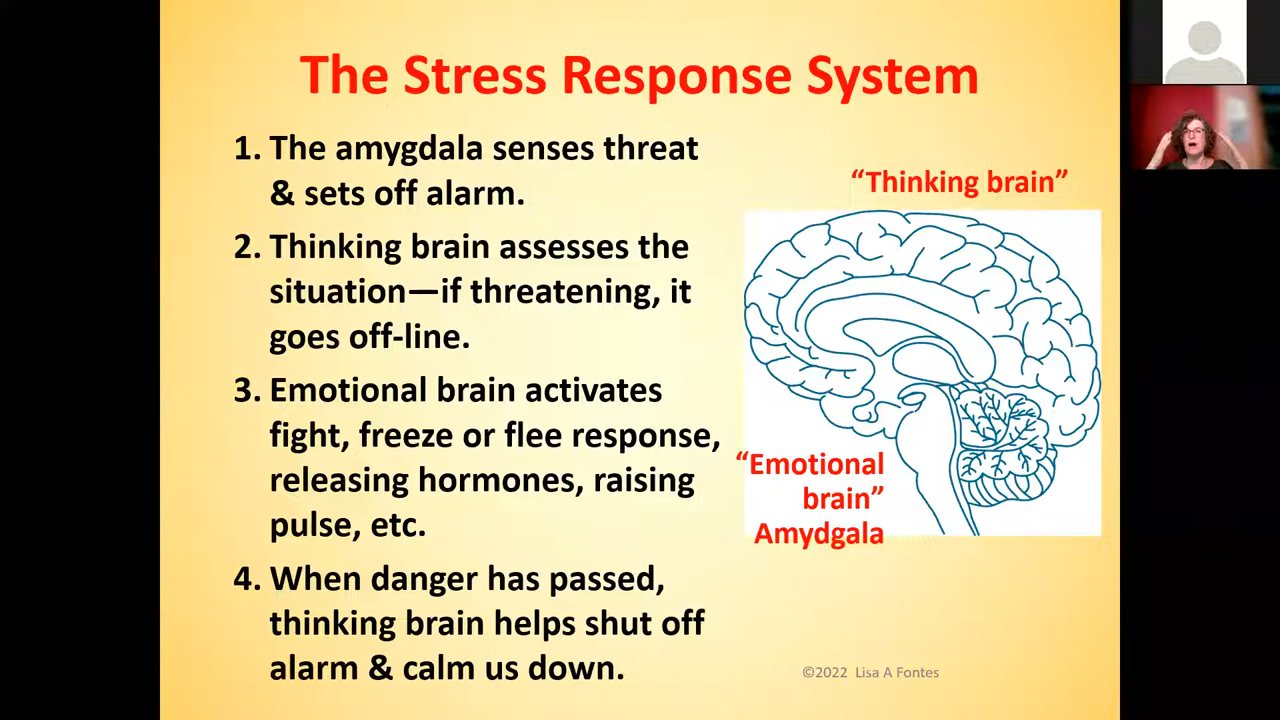 The Stress Response System
1. The amygdala senses threat
& sets off alarm.
2. Thinking brain assesses the
situation—if threatening, it
goes off-line.
3. Emotional brain activates
fight, freeze or flee response,
releasing hormones, raising
pulse, etc.
4. When danger has passed,
thinking brain helps shut off
alarm & calm us down.
“Thinking brain”
“Emotional
brain”
Amydgala
©2022 Lisa A Fontes